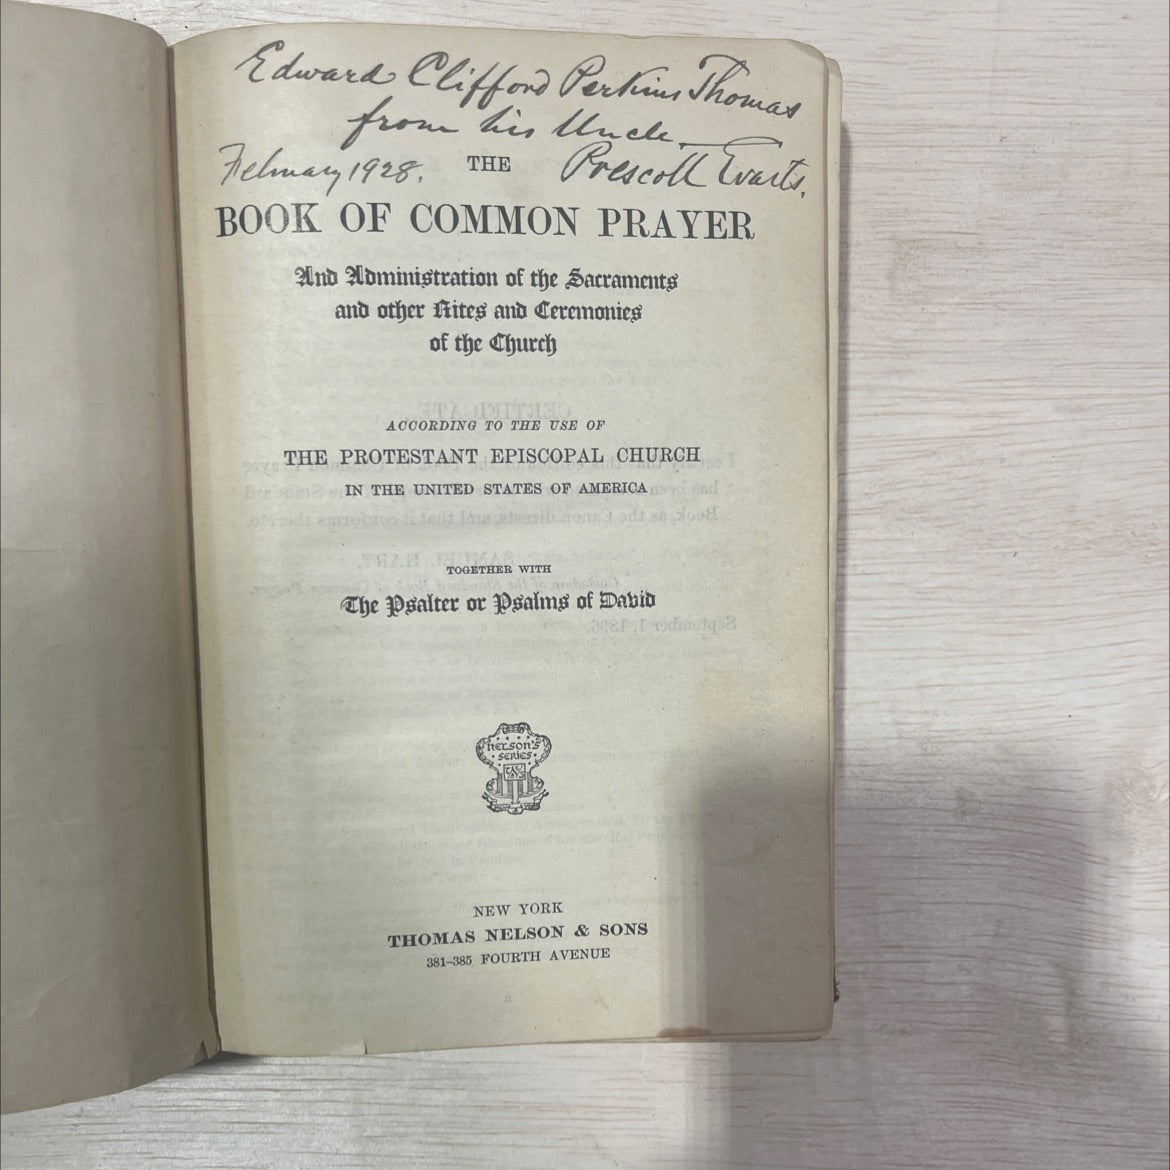 Edward Clifford Perkins Thomas
from his Uncle,
February 1928. Prescott Evarts.
THE
BOOK OF COMMON PRAYER
And Administration of the Sacraments
and other Rites and Ceremonies
of the Church
ACCORDING TO THE USE OF
THE PROTESTANT EPISCOPAL CHURCH
IN THE UNITED STATES OF AMERICA
TOGETHER WITH
The Psalter or Psalms of David
NELSON'S
SERIES
NEW YORK
THOMAS NELSON & SONS
381–385 FOURTH AVENUE